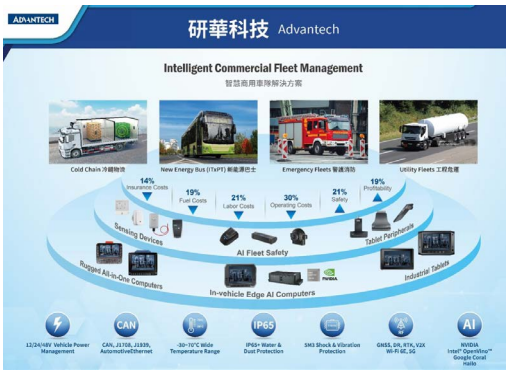 ADVANTECH
研華科技 Advantech
Intelligent Commercial Fleet Management
智慧商用車隊解決方案
Cold Chain 冷鏈物流
New Energy Bus (ITxPT) 新能源巴士
Emergency Fleets 警護消防
Utility Fleets 工程危運
14%
Insurance Costs
19%
Fuel Costs
21%
Labor Costs
30%
Operating Costs
21%
Safety
19%
Profitability
Sensing Devices
AI Fleet Safety
Tablet Peripherals
Rugged All-in-One Computers
In-vehicle Edge AI Computers
NVIDIA
Industrial Tablets
12/24/48V Vehicle Power
Management
CAN
CAN, J1708, J1939,
AutomotiveEthernet
-30~70°C Wide
Temperature Range
IP65
IP65+ Water &
Dust Protection
5M3 Shock & Vibration
Protection
GNSS, DR, RTK, V2X
Wi-Fi 6E, 5G
AI
NVIDIA
Intel® OpenVino™
Google Coral
Hailo